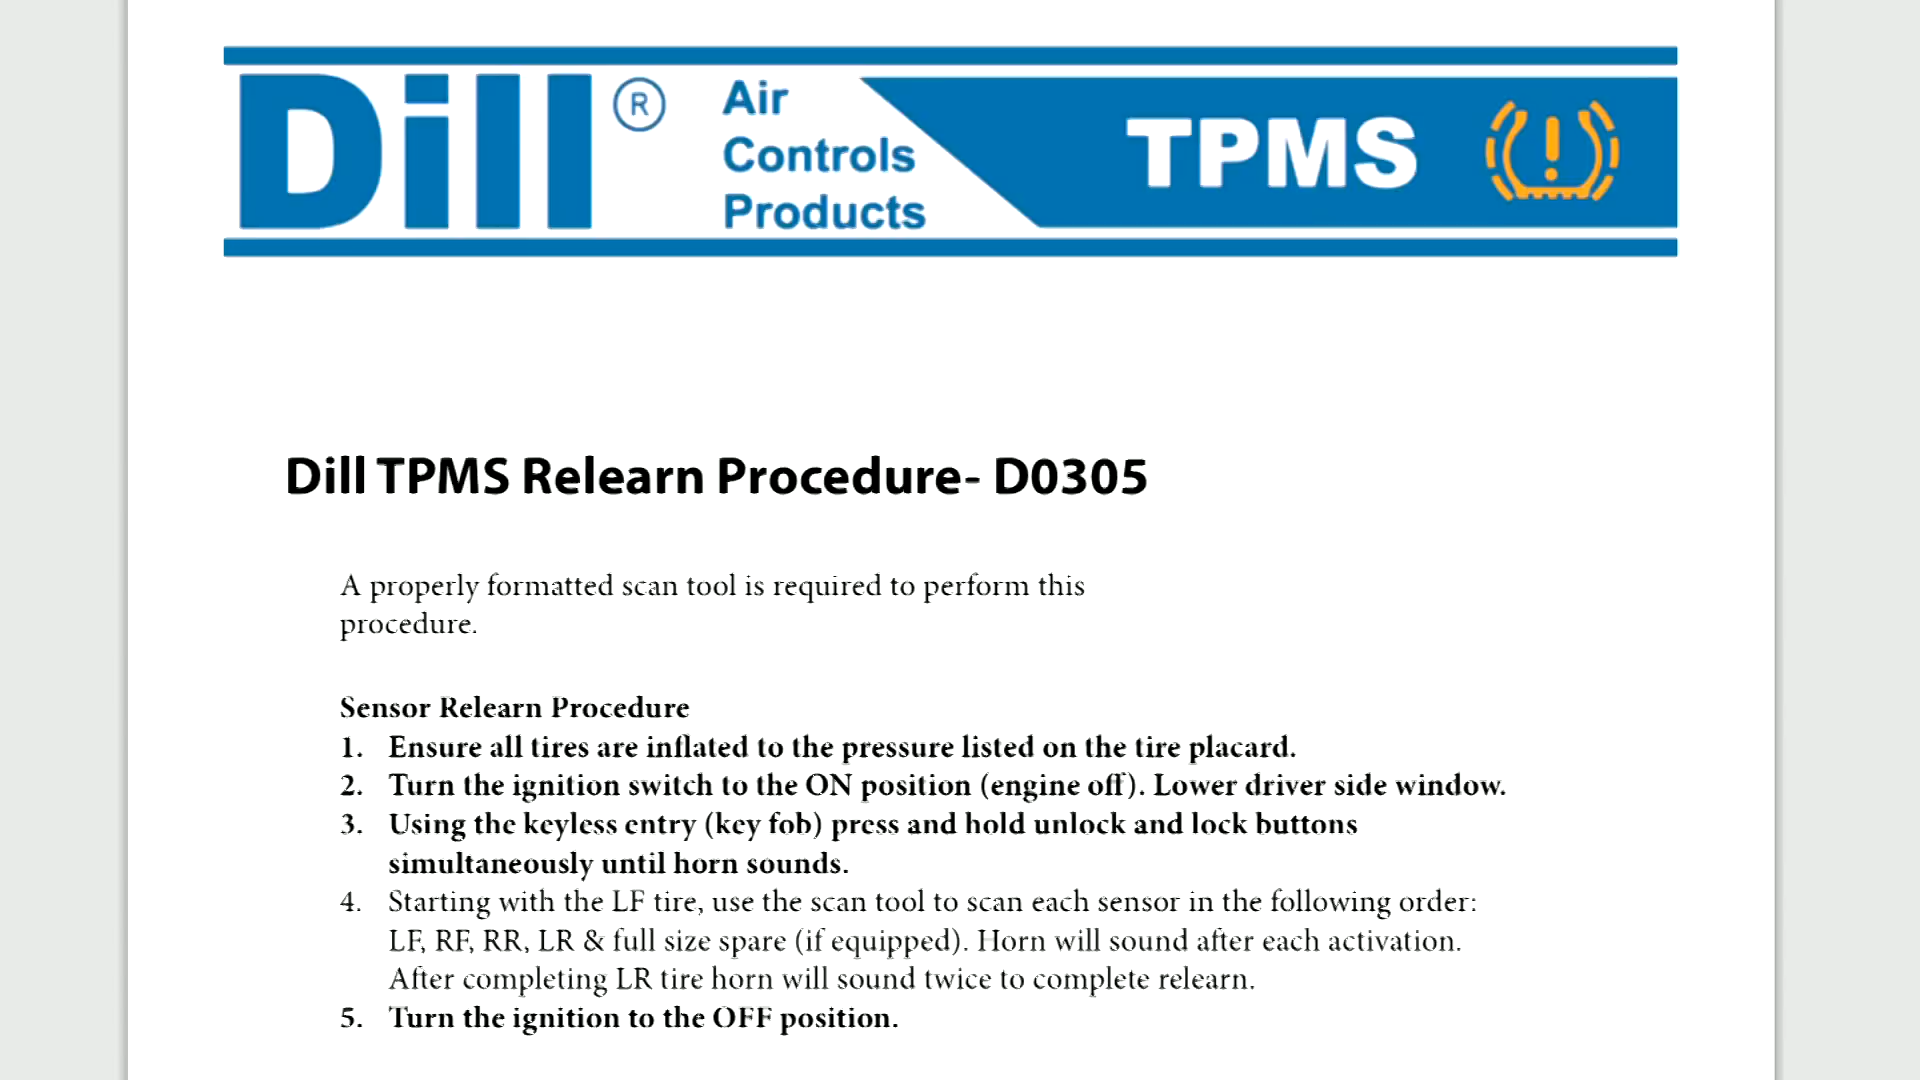 Dill® Air
Controls
Products
TPMS
Dill TPMS Relearn Procedure- D0305
A properly formatted scan tool is required to perform this
procedure.
Sensor Relearn Procedure
1. Ensure all tires are inflated to the pressure listed on the tire placard.
2. Turn the ignition switch to the ON position (engine off). Lower driver side window.
3. Using the keyless entry (key fob) press and hold unlock and lock buttons
simultaneously until horn sounds.
4. Starting with the LF tire, use the scan tool to scan each sensor in the following order:
LF, RF, RR, LR & full size spare (if equipped). Horn will sound after each activation.
After completing LR tire horn will sound twice to complete relearn.
5. Turn the ignition to the OFF position.